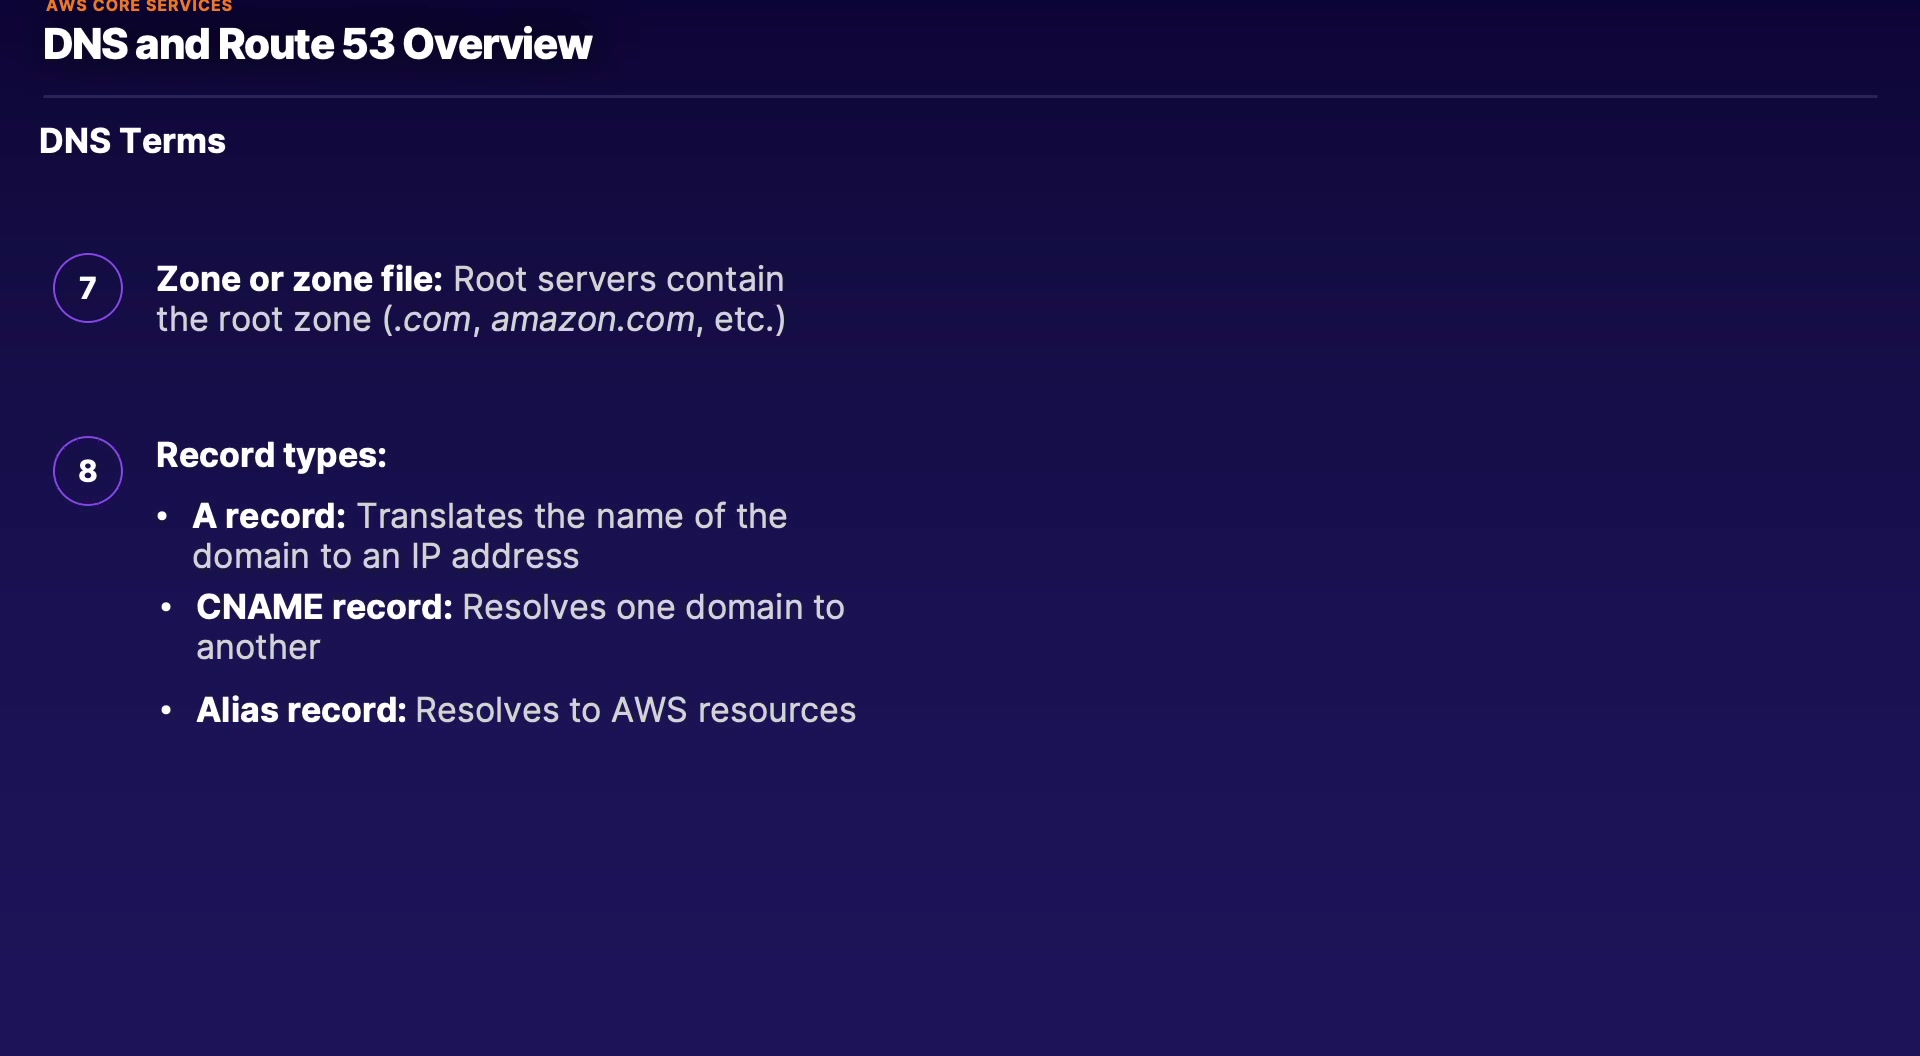 AWS CORE SERVICES
DNS and Route 53 Overview
DNS Terms
7
Zone or zone file: Root servers contain
the root zone (.com, amazon.com, etc.)
8
Record types:
• A record: Translates the name of the
domain to an IP address
• CNAME record: Resolves one domain to
another
• Alias record: Resolves to AWS resources